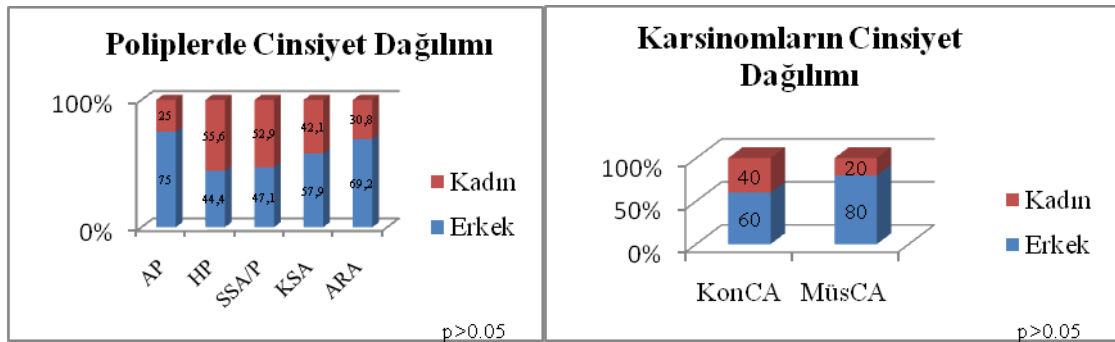 Poliplerde Cinsiyet Dağılımı
100%
0%
25
55,6
52,9
42,1
30,8
75
44,4
47,1
57,9
69,2
AP
HP
SSA/P
KSA
ARA
Kadın
Erkek
p>0.05
Karsinomların Cinsiyet
Dağılımı
100%
50%
0%
40
20
60
80
KonCA
MüsCA
Kadın
Erkek
p>0.05